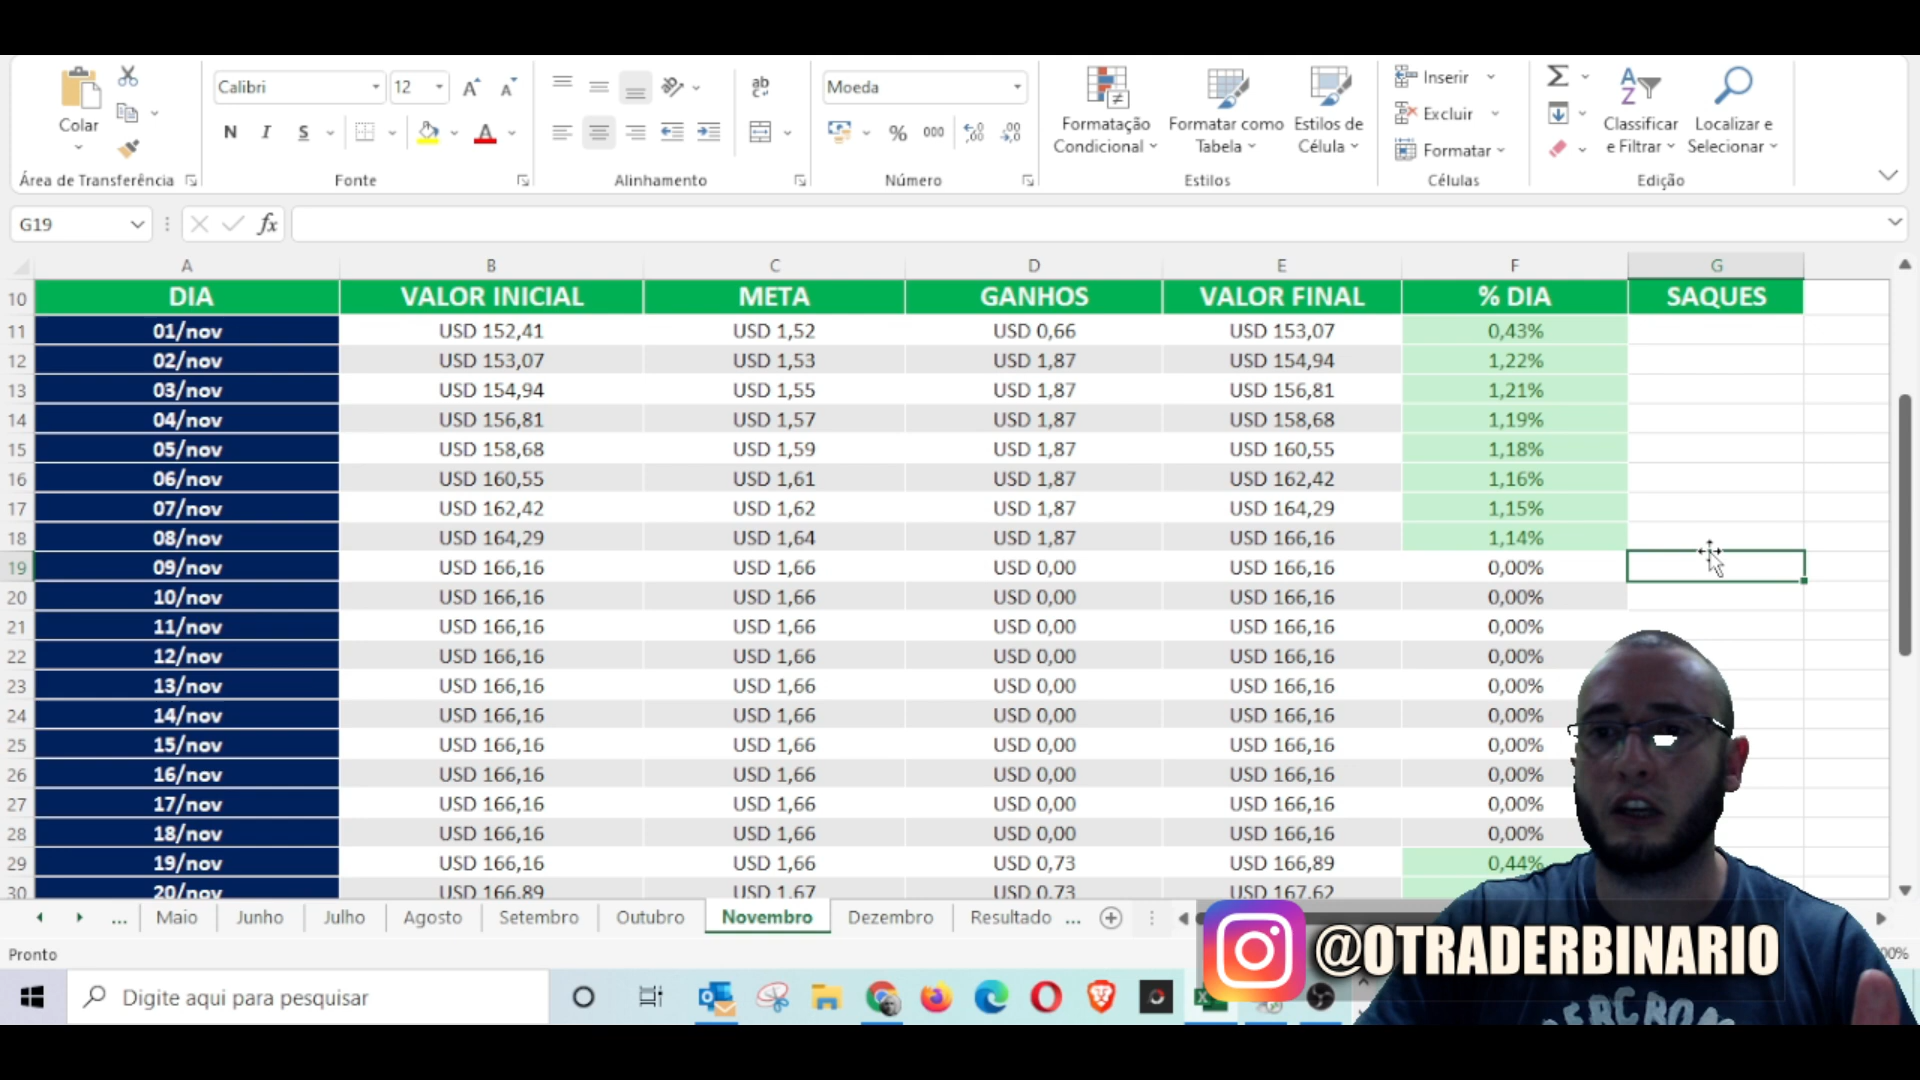 Colar
Área de Transferência
Calibri 12
N I S
Fonte
ab
Alinhamento
Moeda
% 000
Número
Formatação Condicional
Formatar como Tabela
Estilos de Célula
Estilos
Inserir
Excluir
Formatar
Células
Classificar e Filtrar
Localizar e Selecionar
Edição
G19 fx
A B C D E F G
10 DIA VALOR INICIAL META GANHOS VALOR FINAL % DIA SAQUES
11 01/nov USD 152,41 USD 1,52 USD 0,66 USD 153,07 0,43%
12 02/nov USD 153,07 USD 1,53 USD 1,87 USD 154,94 1,22%
13 03/nov USD 154,94 USD 1,55 USD 1,87 USD 156,81 1,21%
14 04/nov USD 156,81 USD 1,57 USD 1,87 USD 158,68 1,19%
15 05/nov USD 158,68 USD 1,59 USD 1,87 USD 160,55 1,18%
16 06/nov USD 160,55 USD 1,61 USD 1,87 USD 162,42 1,16%
17 07/nov USD 162,42 USD 1,62 USD 1,87 USD 164,29 1,15%
18 08/nov USD 164,29 USD 1,64 USD 1,87 USD 166,16 1,14%
19 09/nov USD 166,16 USD 1,66 USD 0,00 USD 166,16 0,00%
20 10/nov USD 166,16 USD 1,66 USD 0,00 USD 166,16 0,00%
21 11/nov USD 166,16 USD 1,66 USD 0,00 USD 166,16 0,00%
22 12/nov USD 166,16 USD 1,66 USD 0,00 USD 166,16 0,00%
23 13/nov USD 166,16 USD 1,66 USD 0,00 USD 166,16 0,00%
24 14/nov USD 166,16 USD 1,66 USD 0,00 USD 166,16 0,00%
25 15/nov USD 166,16 USD 1,66 USD 0,00 USD 166,16 0,00%
26 16/nov USD 166,16 USD 1,66 USD 0,00 USD 166,16 0,00%
27 17/nov USD 166,16 USD 1,66 USD 0,00 USD 166,16 0,00%
28 18/nov USD 166,16 USD 1,66 USD 0,00 USD 166,16 0,00%
29 19/nov USD 166,16 USD 1,66 USD 0,73 USD 166,89 0,44%
30 20/nov USD 166,89 USD 1,67 USD 0,73 USD 167,62
... Maio Junho Julho Agosto Setembro Outubro Novembro Dezembro Resultado ...
Pronto
@OTRADERBINARIO
Digite aqui para pesquisar